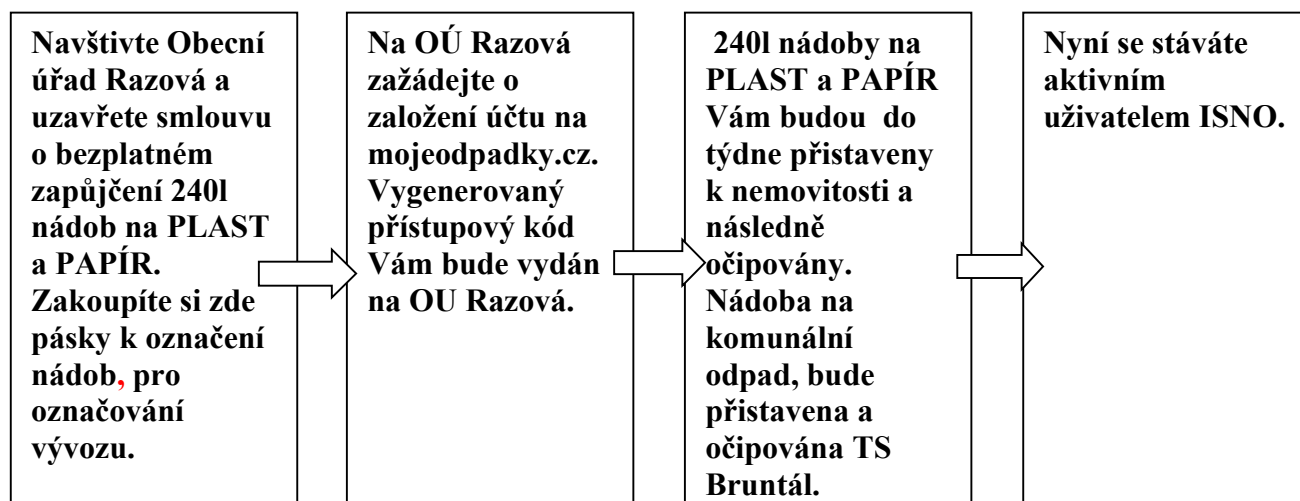 Navštivte Obecní
úřad Razová a
uzavřete smlouvu
o bezplatném
zapůjčení 240l
nádob na PLAST
a PAPÍR.
Zakoupíte si zde
pásky k označení
nádob, pro
označování
vývozu.
Na OÚ Razová
zažádejte o
založení účtu na
mojeodpadky.cz.
Vygenerovaný
přístupový kód
Vám bude vydán
na OU Razová.
240l nádoby na
PLAST a PAPÍR
Vám budou do
týdne přistaveny
k nemovitosti a
následně
očipovány.
Nádoba na
komunální
odpad, bude
přistavena a
očipována TS
Bruntál.
Nyní se stáváte
aktivním
uživatelem ISNO.